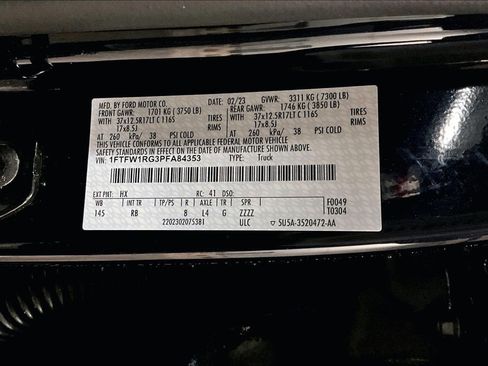 MFD. BY FORD MOTOR CO.
DATE: 02/23 GVWR: 3311 KG ( 7300 LB)
FRONT GAWR: 1701 KG ( 3750 LB) REAR GAWR: 1746 KG ( 3850 LB)
WITH 37x12.5R17LT C 116S TIRES WITH 37x12.5R17LT C 116S TIRES
17x8.5J RIMS 17x8.5J RIMS
AT 260 kPa/ 38 PSI COLD AT 260 kPa/ 38 PSI COLD
THIS VEHICLE CONFORMS TO ALL APPLICABLE FEDERAL MOTOR VEHICLE
SAFETY STANDARDS IN EFFECT ON THE DATE OF MANUFACTURE SHOWN ABOVE.
VIN: 1FTFW1RG3PFA84353 TYPE: Truck
EXT PNT: HX RC: 41 DSO:
WB INT TR TP/PS R AXLE TR SPR F0049
145 RB 8 L4 G ZZZZ T0304
2202302075381 ULC 5U5A-3520472-AA